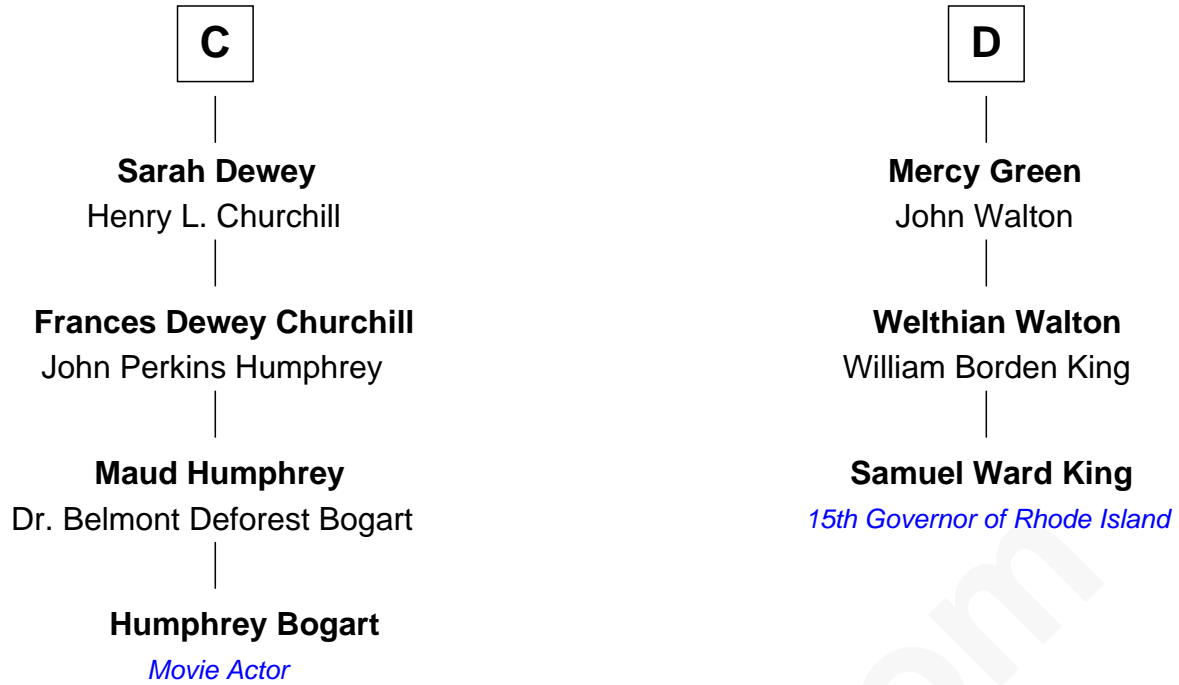 C
Sarah Dewey
Henry L. Churchill
Frances Dewey Churchill
John Perkins Humphrey
Maud Humphrey
Dr. Belmont Deforest Bogart
Humphrey Bogart
Movie Actor
D
Mercy Green
John Walton
Welthian Walton
William Borden King
Samuel Ward King
15th Governor of Rhode Island
om